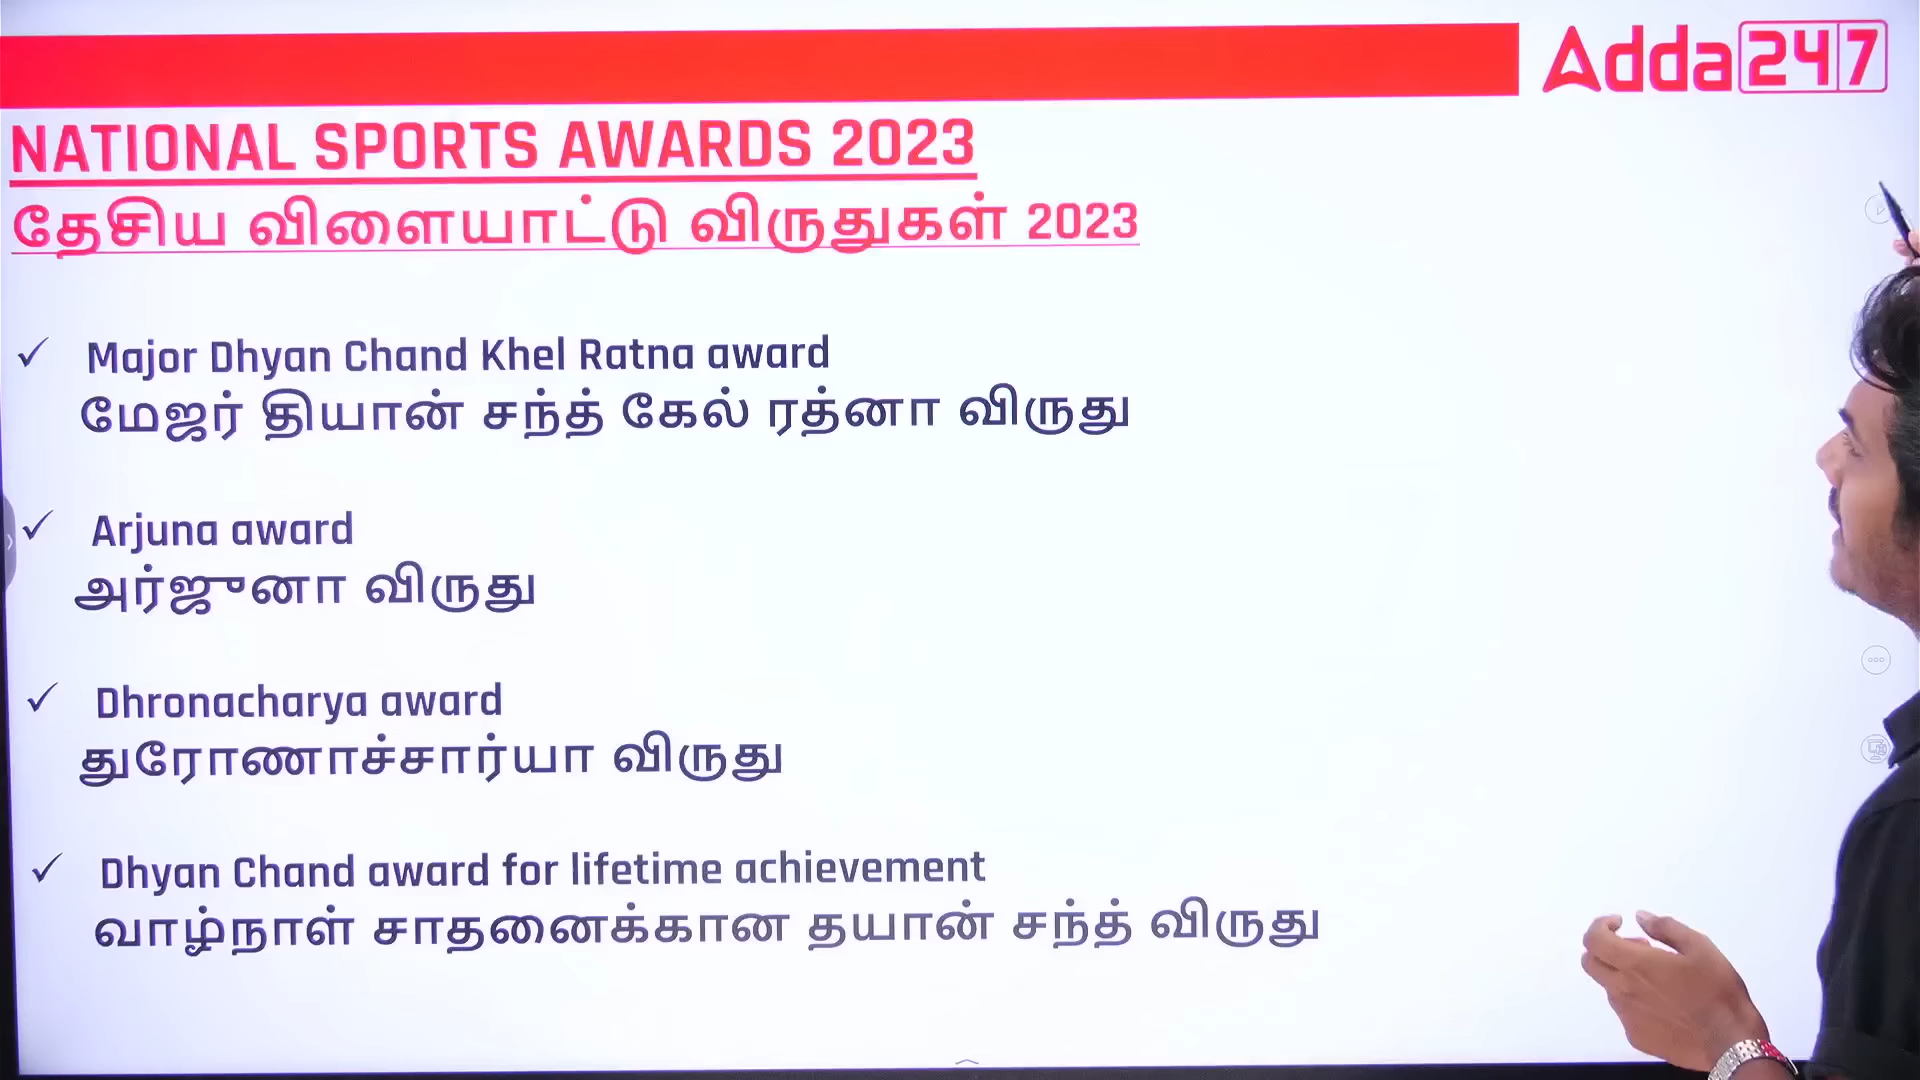 Adda247
NATIONAL SPORTS AWARDS 2023
தேசிய விளையாட்டு விருதுகள் 2023
✓ Major Dhyan Chand Khel Ratna award
மேஜர் தியான் சந்த் கேல் ரத்னா விருது
✓ Arjuna award
அர்ஜுனா விருது
✓ Dhronacharya award
துரோணாச்சார்யா விருது
✓ Dhyan Chand award for lifetime achievement
வாழ்நாள் சாதனைக்கான தயான் சந்த் விருது